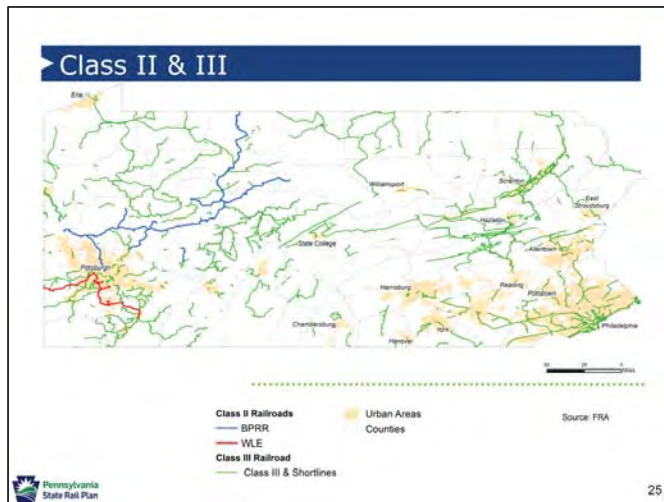 Class II & III
Erie
Williamsport
Scranton
East
Stroudsburg
Hazleton
State College
Allentown
Pittsburgh
Harrisburg
Reading
Pottstown
Philadelphia
Chambersburg
York
Hanover
Miles
Class II Railroads
BPRR
WLE
Class III Railroad
Class III & Shortlines
Urban Areas
Counties
Source: FRA
Pennsylvania
State Rail Plan
25